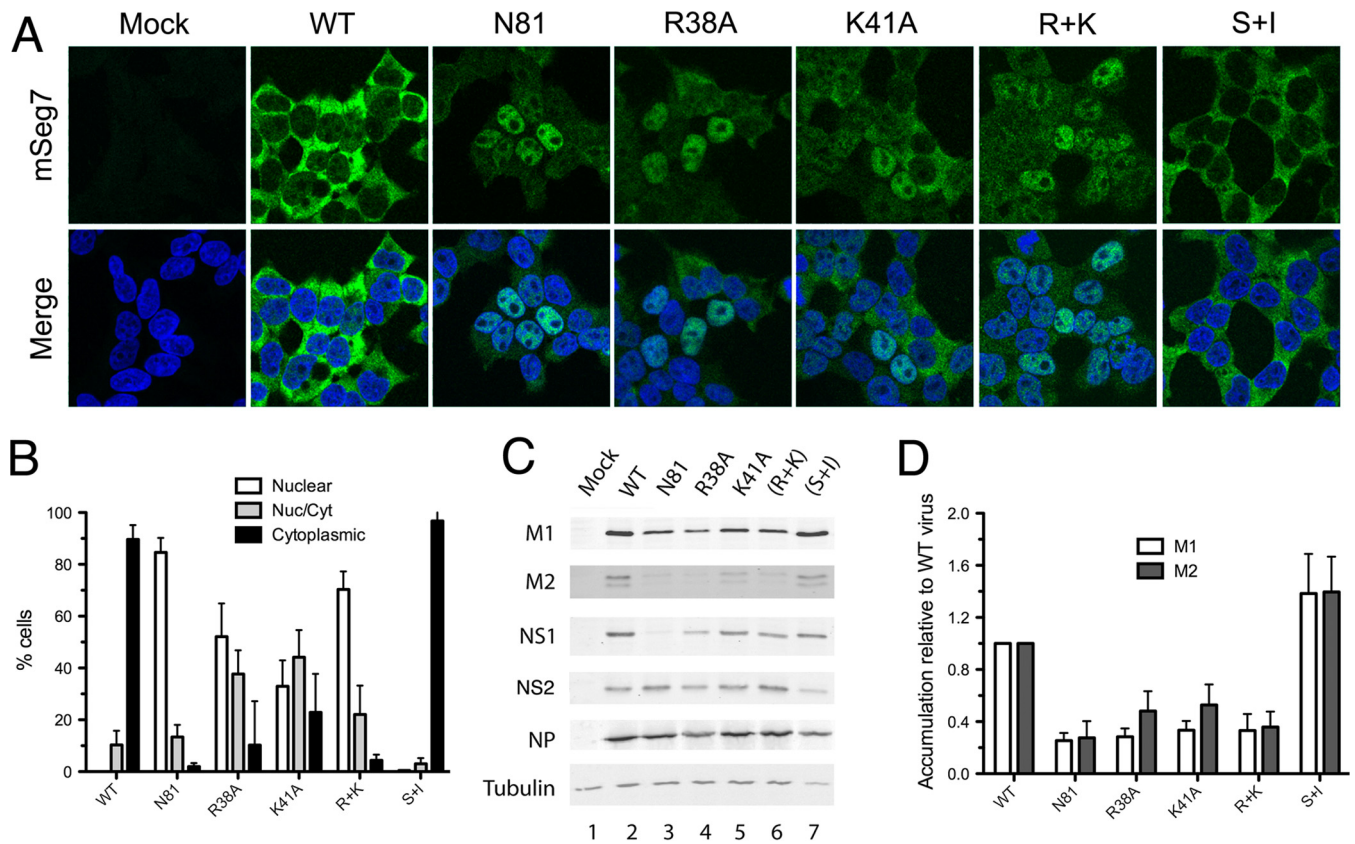 A
Mock WT N81 R38A K41A R+K S+I
mSeg7
Merge
B
Nuclear
Nuc/Cyt
Cytoplasmic
% cells
100
80
60
40
20
0
WT N81 R38A K41A R+K S+I
C
Mock WT N81 R38A K41A (R+K) (S+I)
M1
M2
NS1
NS2
NP
Tubulin
1 2 3 4 5 6 7
D
M1
M2
Accumulation relative to WT virus
2.0
1.6
1.2
0.8
0.4
0.0
WT N81 R38A K41A R+K S+I